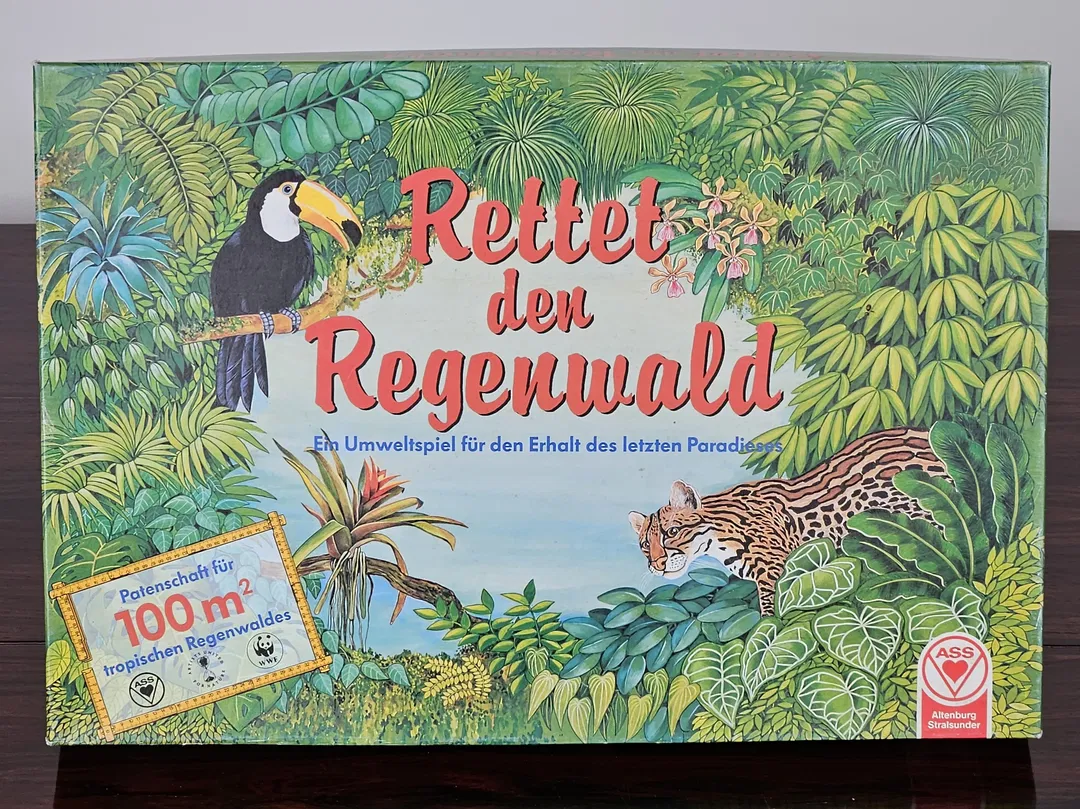 Rettet
den
Regenwald
Ein Umweltspiel für den Erhalt des letzten Paradieses
Patenschaft für
100 m²
tropischen Regenwaldes
ASS
WWF
ASS
Altenburg
Stralsunder